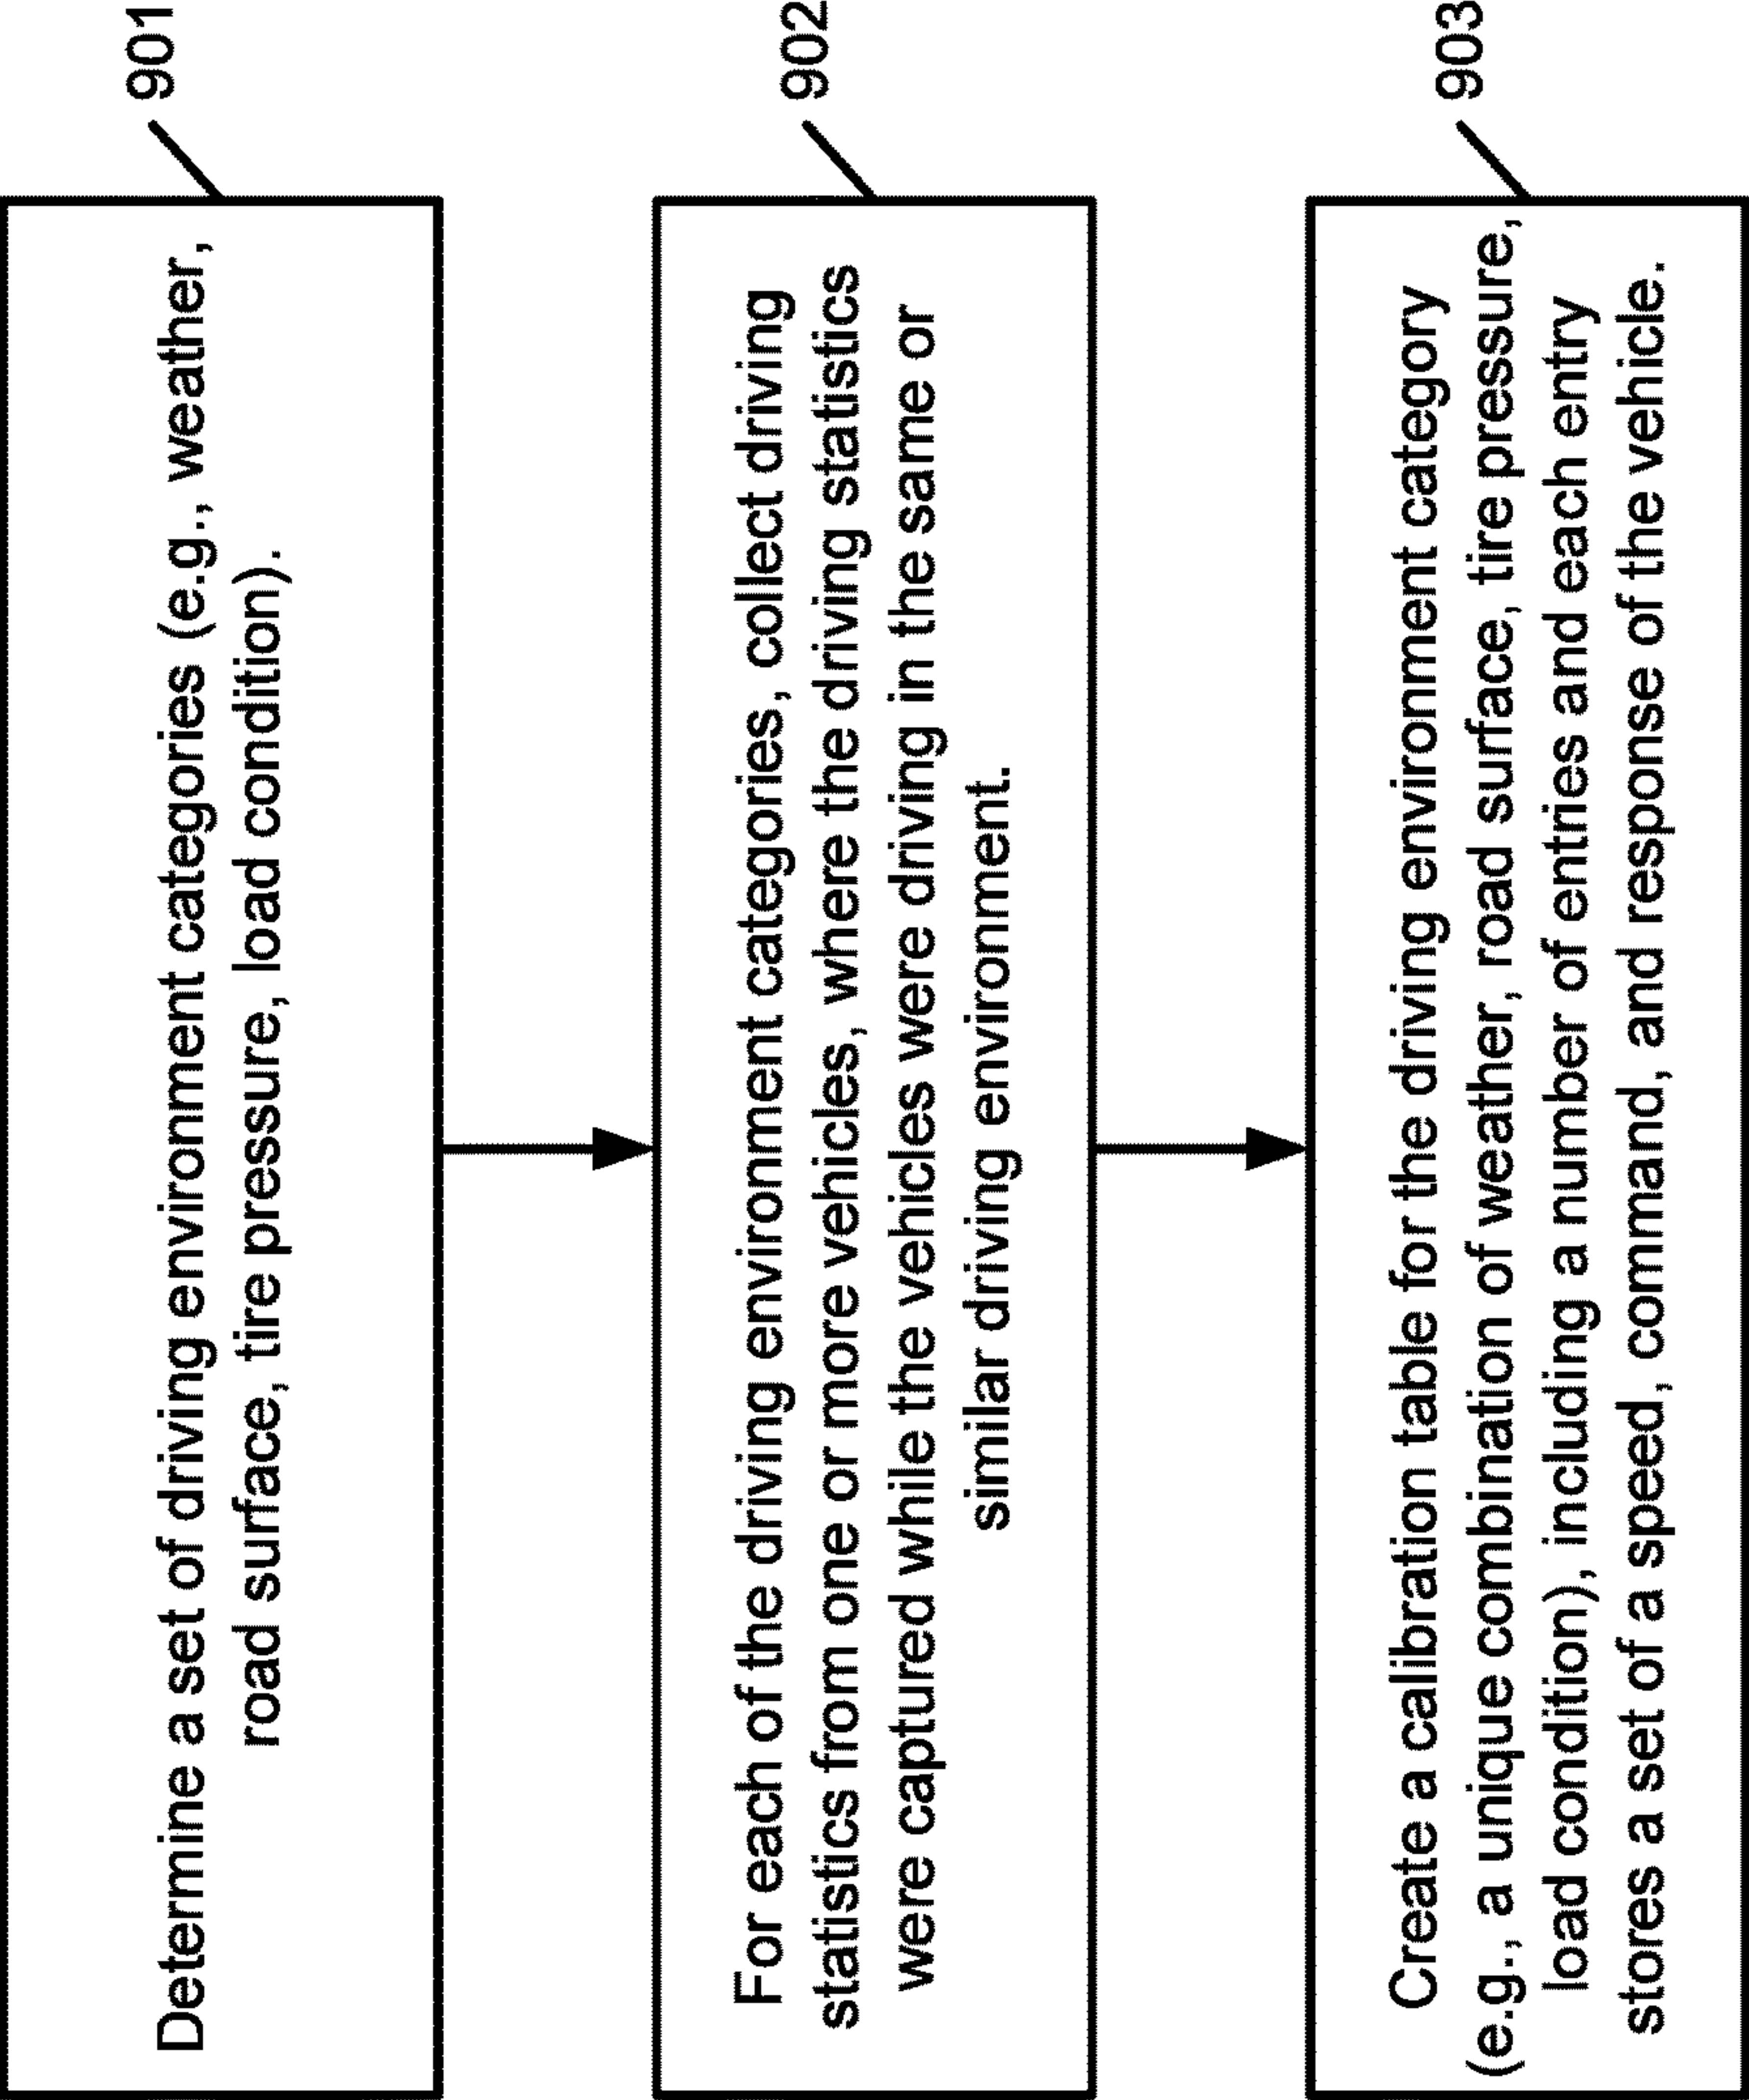 901
Determine a set of driving environment categories (e.g., weather,
road surface, tire pressure, load condition).
902
For each of the driving environment categories, collect driving
statistics from one or more vehicles, where the driving statistics
were captured while the vehicles were driving in the same or
similar driving environment.
903
Create a calibration table for the driving environment category
(e.g., a unique combination of weather, road surface, tire pressure,
load condition), including a number of entries and each entry
stores a set of a speed, command, and response of the vehicle.